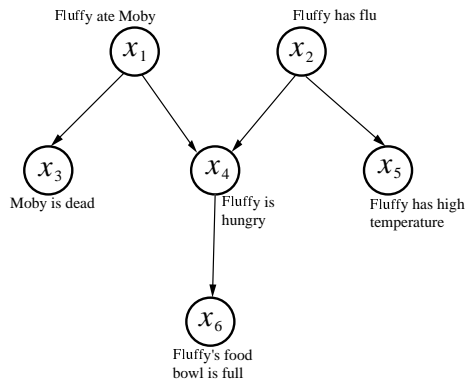 Fluffy ate Moby
Fluffy has flu
x1
x2
x3
x4
x5
Moby is dead
Fluffy is
hungry
Fluffy has high
temperature
x6
Fluffy's food
bowl is full